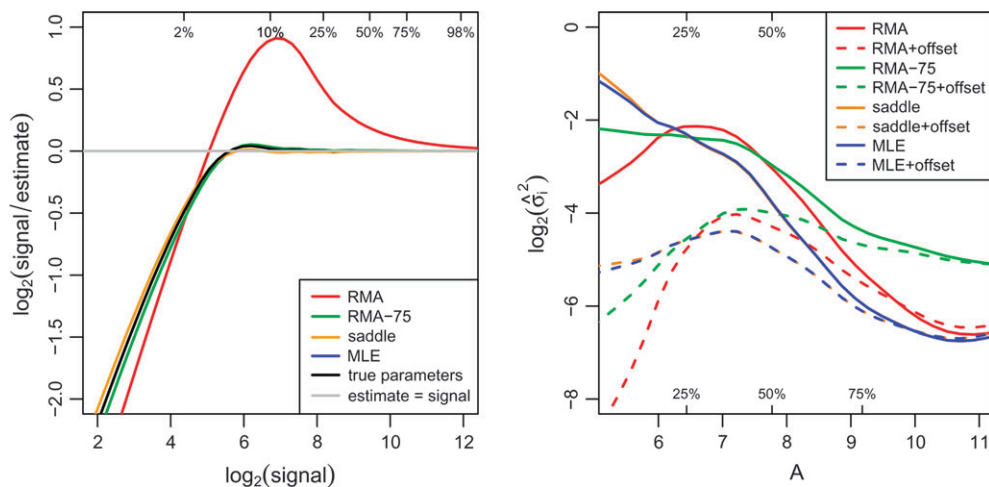 2% 10% 25% 50% 75% 98%
1.0
0.5
0.0
−0.5
−1.0
−1.5
−2.0
log2(signal/estimate)
RMA
RMA−75
saddle
MLE
true parameters
estimate = signal
2 4 6 8 10 12
log2(signal)
25% 50%
0
−2
−4
−6
−8
log2(σ̂i²)
RMA
RMA+offset
RMA−75
RMA−75+offset
saddle
saddle+offset
MLE
MLE+offset
25% 50% 75%
6 7 8 9 10 11
A